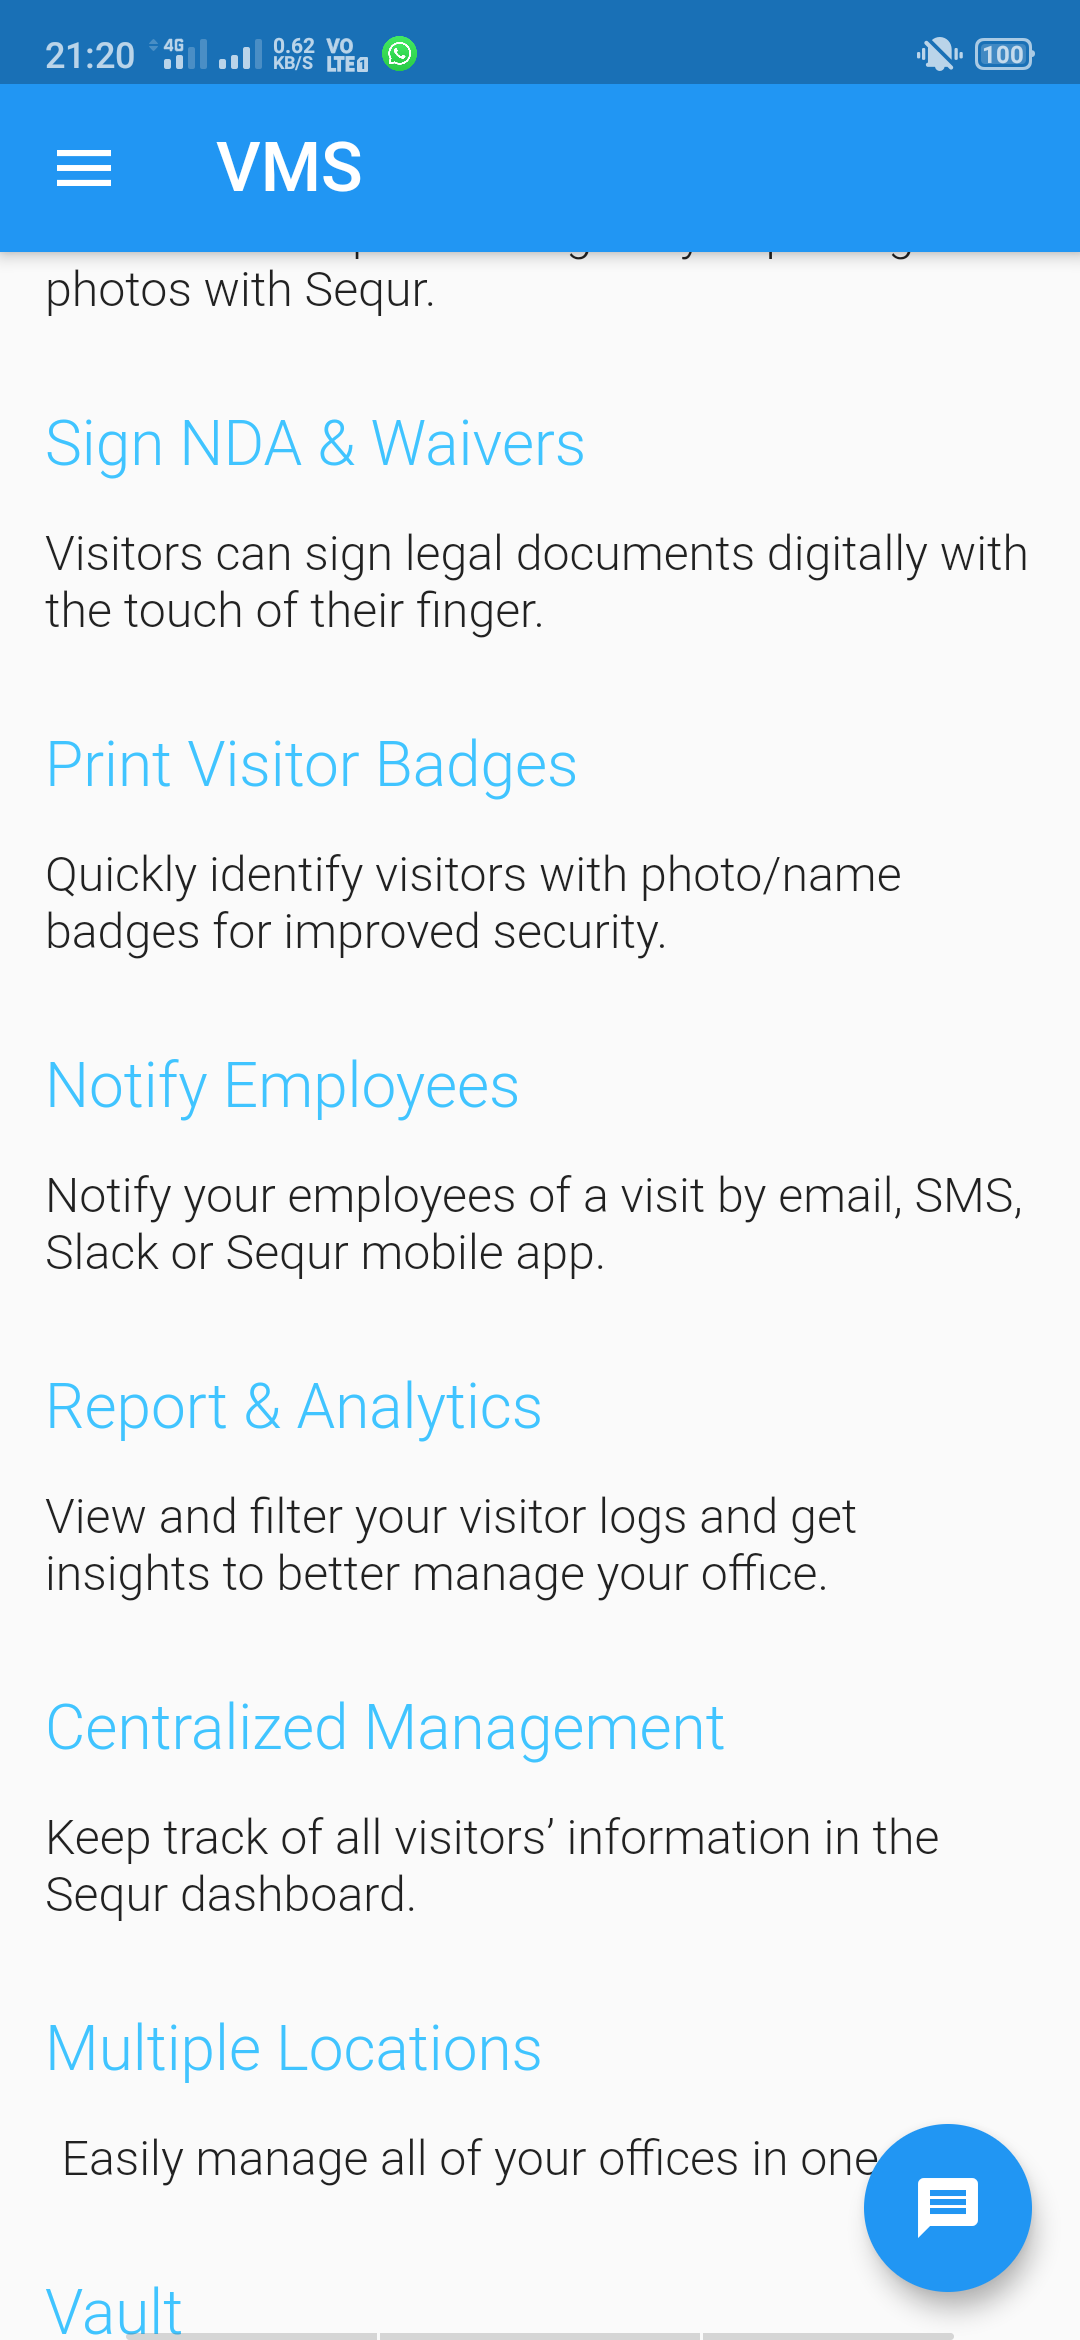 21:20 4G 0.62 KB/S VO LTE 1 100
VMS
photos with Sequr.
Sign NDA & Waivers
Visitors can sign legal documents digitally with
the touch of their finger.
Print Visitor Badges
Quickly identify visitors with photo/name
badges for improved security.
Notify Employees
Notify your employees of a visit by email, SMS,
Slack or Sequr mobile app.
Report & Analytics
View and filter your visitor logs and get
insights to better manage your office.
Centralized Management
Keep track of all visitors’ information in the
Sequr dashboard.
Multiple Locations
Easily manage all of your offices in one
Vault